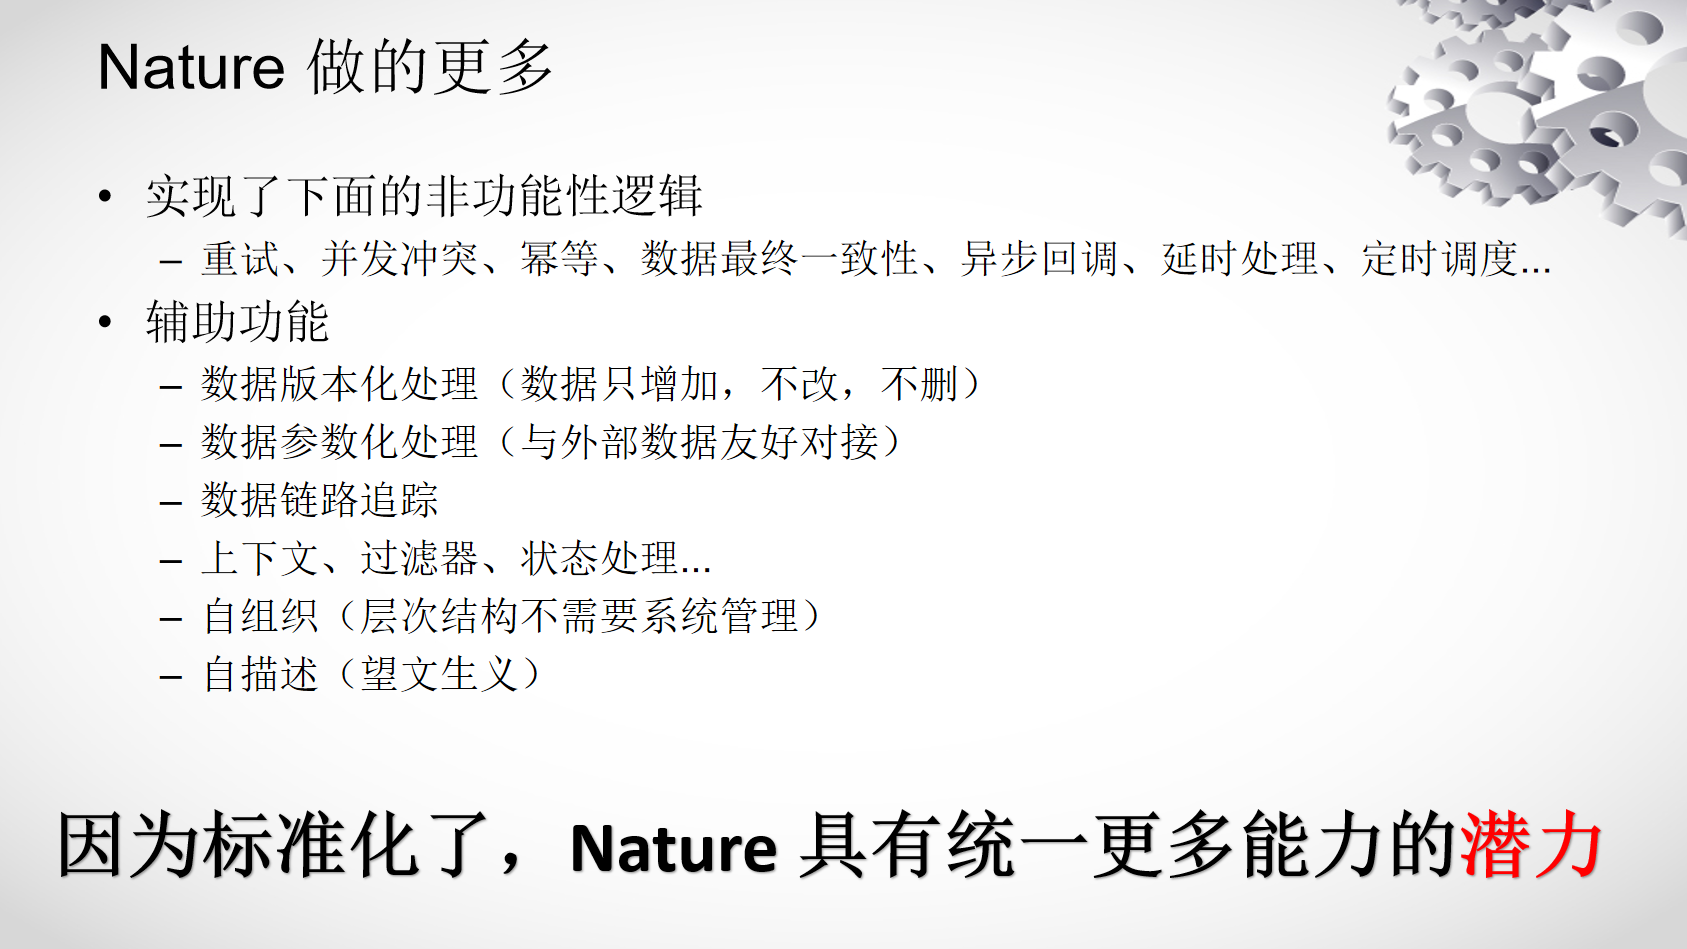 Nature 做的更多
• 实现了下面的非功能性逻辑
– 重试、并发冲突、幂等、数据最终一致性、异步回调、延时处理、定时调度...
• 辅助功能
– 数据版本化处理（数据只增加，不改，不删）
– 数据参数化处理（与外部数据友好对接）
– 数据链路追踪
– 上下文、过滤器、状态处理...
– 自组织（层次结构不需要系统管理）
– 自描述（望文生义）
因为标准化了，Nature 具有统一更多能力的潜力